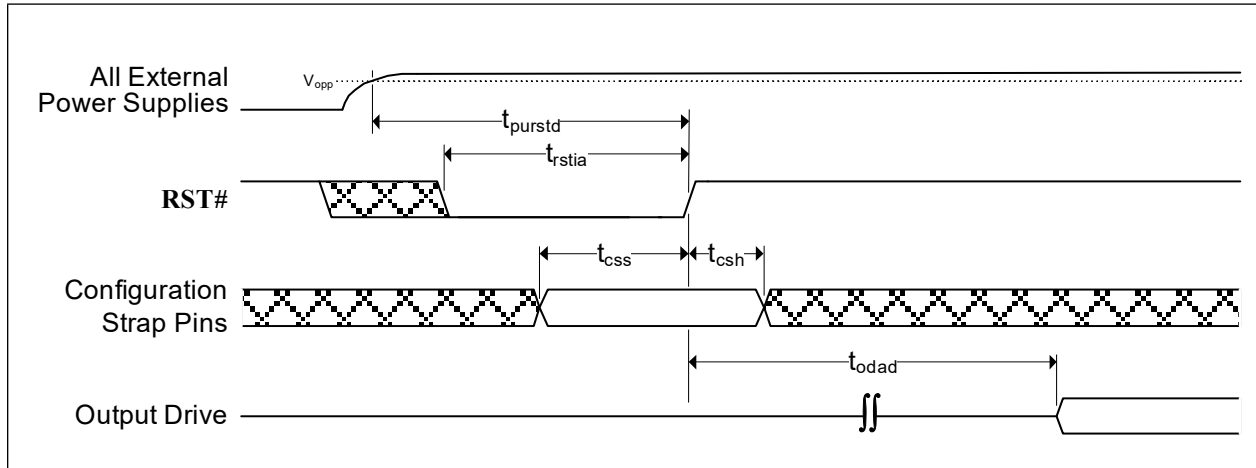 All External
Power Supplies
Vopp
tpurstd
trstia
RST#
tcss
tcsh
Configuration
Strap Pins
todad
Output Drive